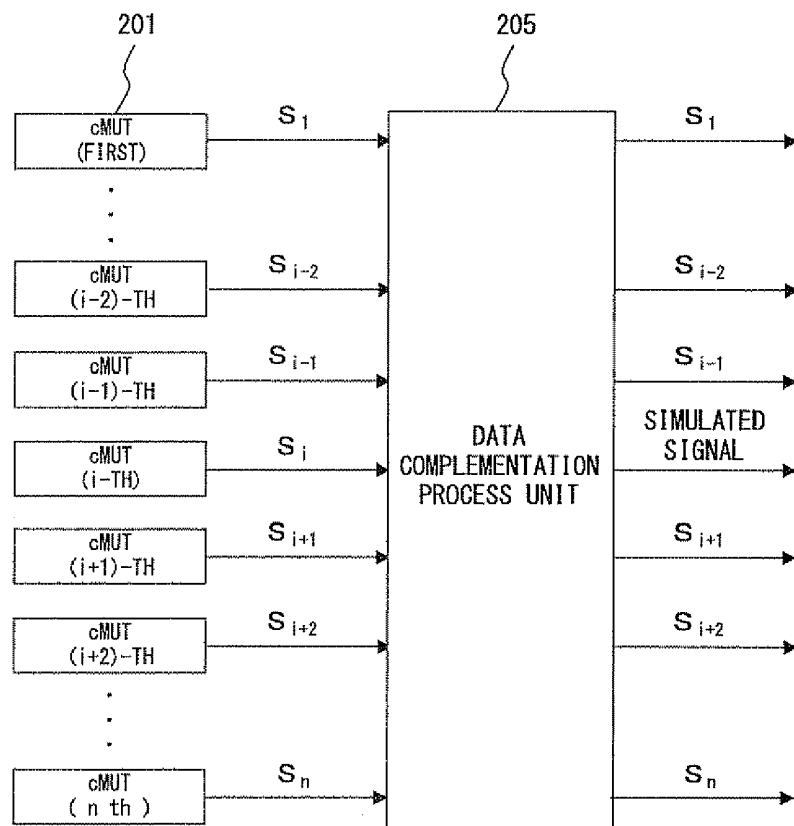 201 205
cMUT
(FIRST)
S1 S1
cMUT
(i-2)-TH
Si-2 Si-2
cMUT
(i-1)-TH
Si-1 Si-1
cMUT
(i-TH)
Si
DATA
COMPLEMENTATION
PROCESS UNIT
SIMULATED
SIGNAL
cMUT
(i+1)-TH
Si+1 Si+1
cMUT
(i+2)-TH
Si+2 Si+2
cMUT
( n th )
Sn Sn